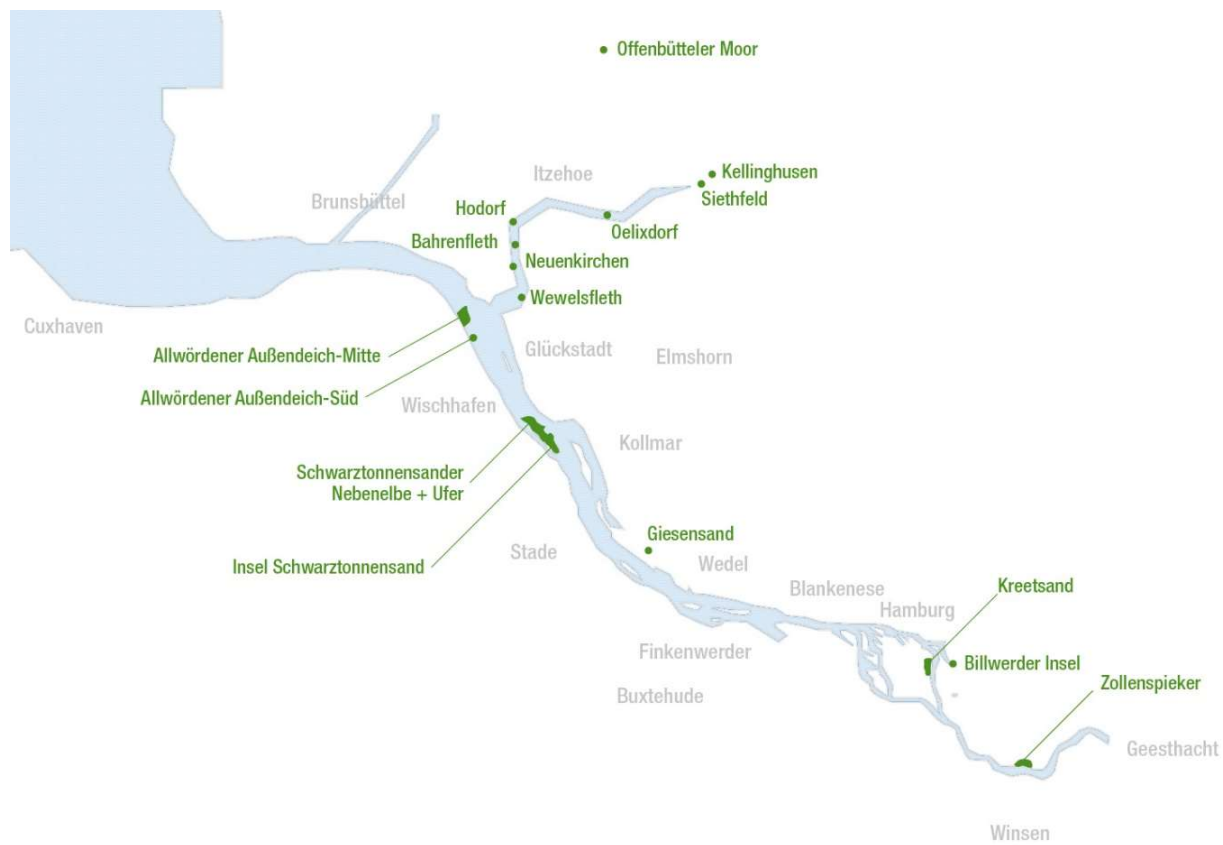 Offenbütteler Moor
Kellinghusen
Itzehoe
Siethfeld
Brunsbüttel
Hodorf
Oelixdorf
Bahrenfleth
Neuenkirchen
Wewelsfleth
Cuxhaven
Glückstadt
Allwördener Außendeich-Mitte
Elmshorn
Allwördener Außendeich-Süd
Wischhafen
Kollmar
Schwarztonnensander
Nebenelbe + Ufer
Giesensand
Stade
Insel Schwarztonnensand
Wedel
Blankenese
Kreetsand
Hamburg
Finkenwerder
Billwerder Insel
Zollenspieker
Buxtehude
Geesthacht
Winsen